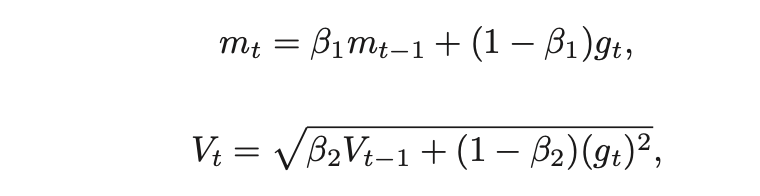 m_t = β_1 m_{t−1} + (1 − β_1)g_t,
V_t = √(β_2 V_{t−1} + (1 − β_2)(g_t)^2),